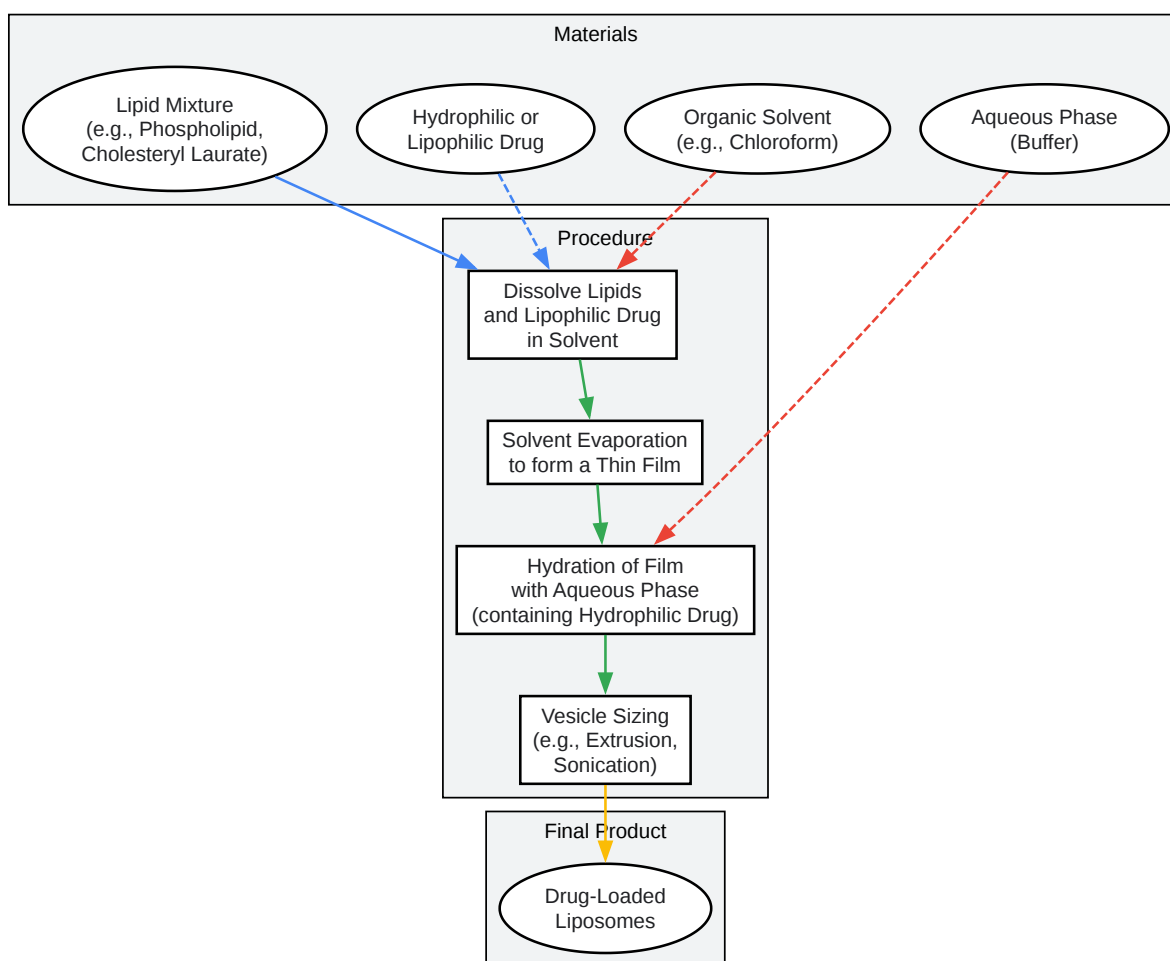 Materials
Lipid Mixture
(e.g., Phospholipid,
Cholesteryl Laurate)
Hydrophilic or
Lipophilic Drug
Organic Solvent
(e.g., Chloroform)
Aqueous Phase
(Buffer)
Procedure
Dissolve Lipids
and Lipophilic Drug
in Solvent
Solvent Evaporation
to form a Thin Film
Hydration of Film
with Aqueous Phase
(containing Hydrophilic Drug)
Vesicle Sizing
(e.g., Extrusion,
Sonication)
Final Product
Drug-Loaded
Liposomes